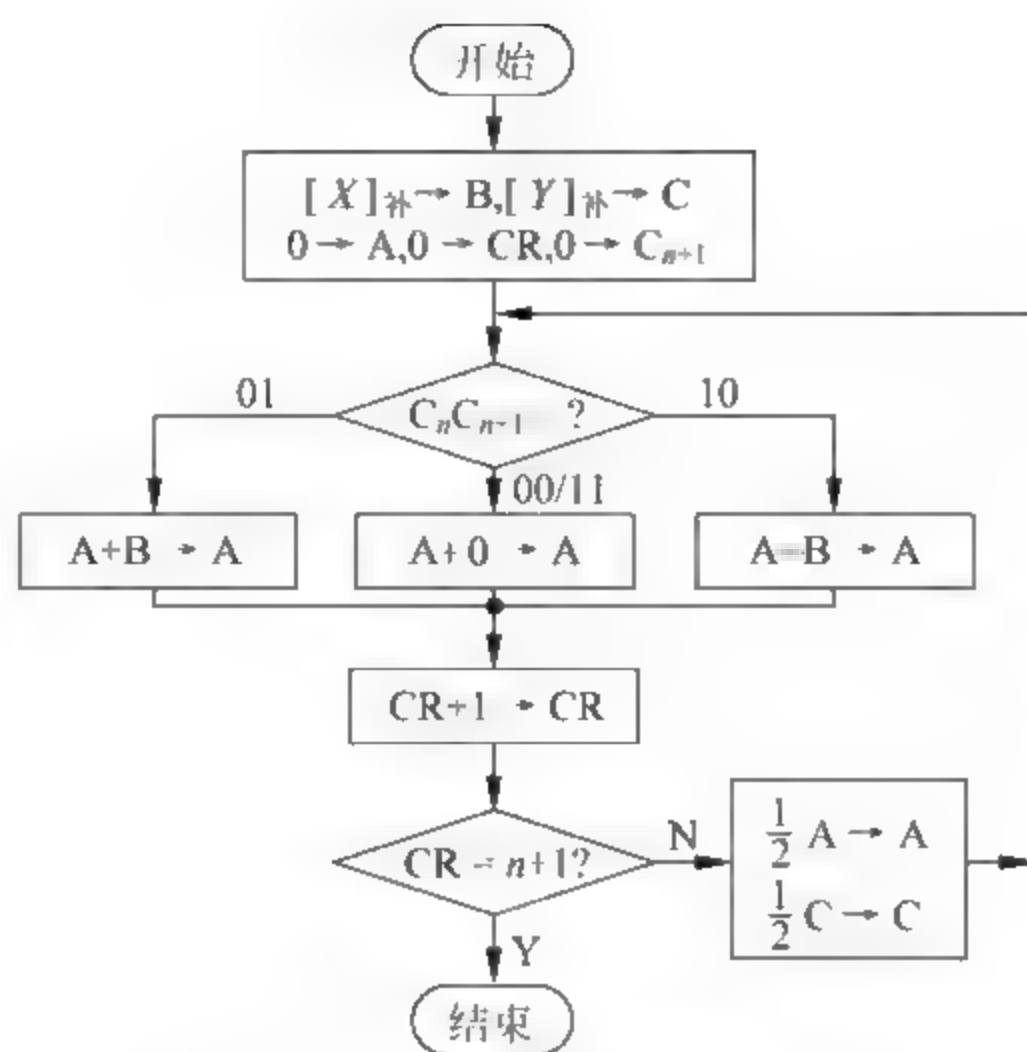 开始
[X]补→B,[Y]补→C
0→A,0→CR,0→Cn+1
01
CnCn+1 ?
10
00/11
A+B→A
A+0→A
A-B→A
CR+1→CR
CR=n+1?
N
1/2 A→A
1/2 C→C
Y
结束